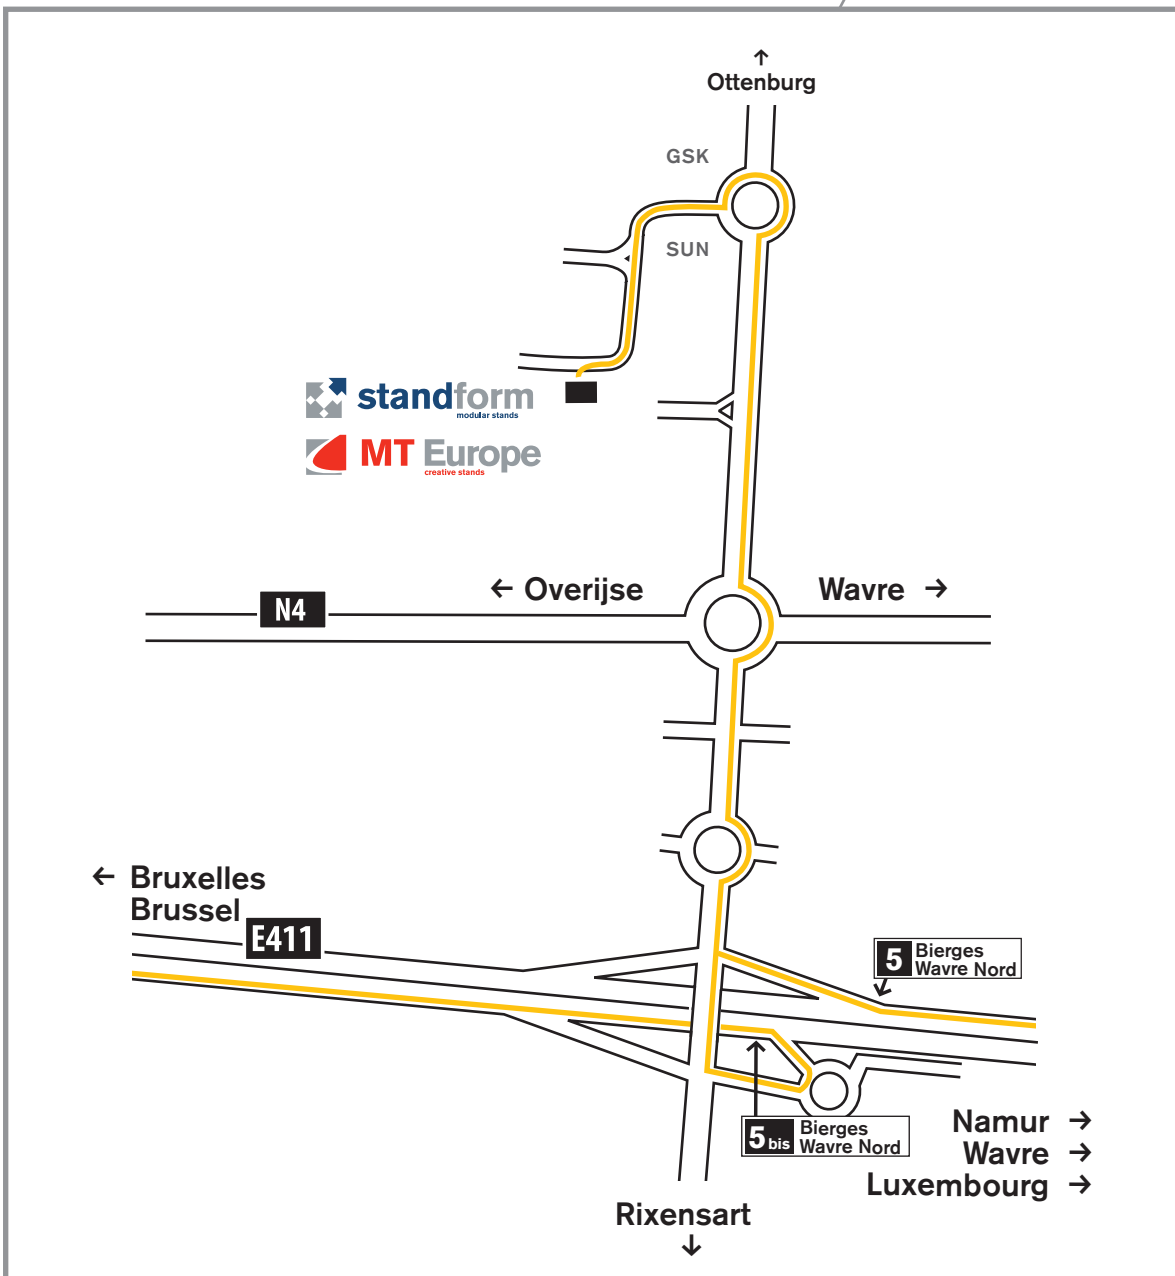 Ottenburg
GSK
SUN
standform
modular stands
MT Europe
creative stands
← Overijse
Wavre →
N4
← Bruxelles
Brussel
E411
5 Bierges
Wavre Nord
5 bis Bierges
Wavre Nord
Namur →
Wavre →
Luxembourg →
Rixensart